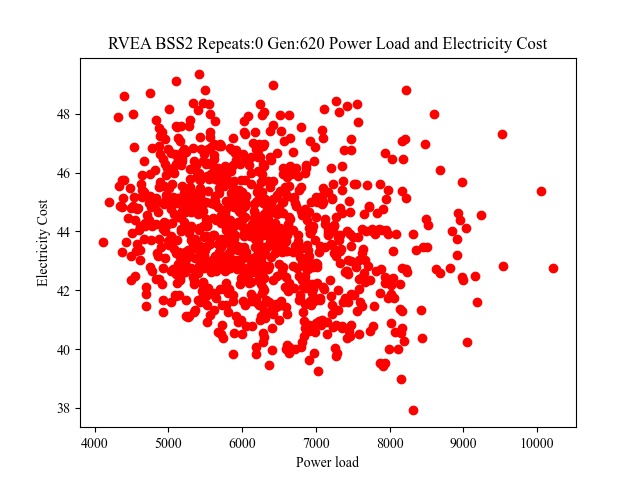 RVEA BSS2 Repeats:0 Gen:620 Power Load and Electricity Cost
48
46
44
42
40
38
Electricity Cost
4000 5000 6000 7000 8000 9000 10000
Power load